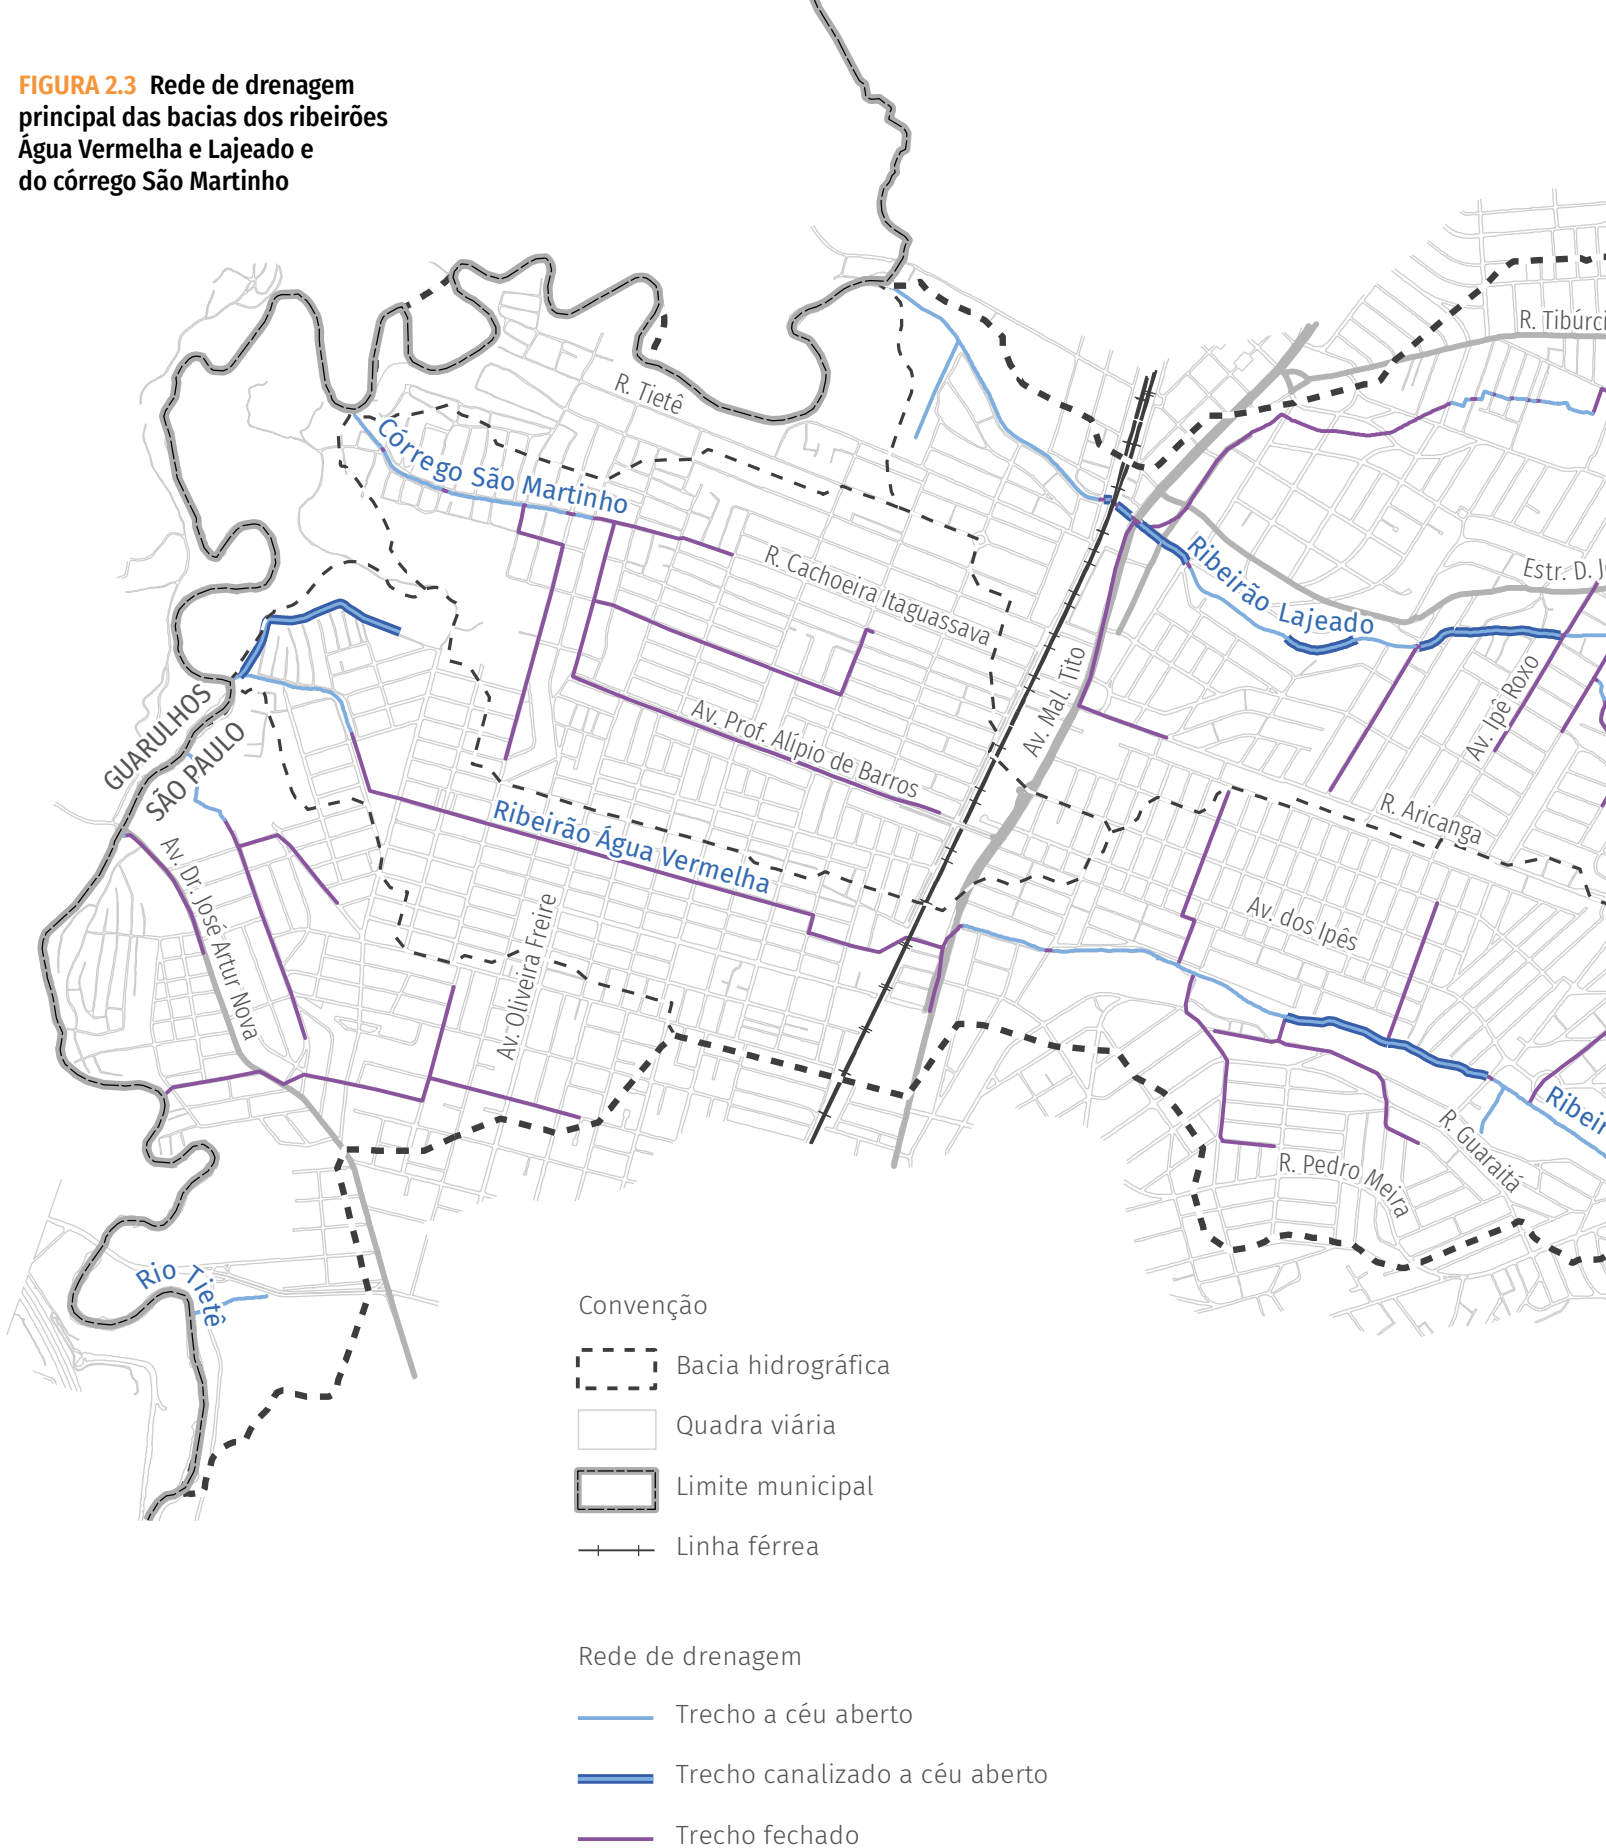 FIGURA 2.3 Rede de drenagem
principal das bacias dos ribeirões
Água Vermelha e Lajeado e
do córrego São Martinho
R. Tibúrci
R. Tietê
Córrego São Martinho
R. Cachoeira Itaguassava
Ribeirão Lajeado
Estr. D. J
Av. Mal. Tito
Av. Ipê Roxo
GUARULHOS
SÃO PAULO
Av. Prof. Alípio de Barros
R. Aricanga
Ribeirão Água Vermelha
Av. Dr. José Artur Nova
Av. Oliveira Freire
Av. dos Ipês
Ribeir
R. Guaraitá
R. Pedro Meira
Rio Tietê
Convenção
Bacia hidrográfica
Quadra viária
Limite municipal
Linha férrea
Rede de drenagem
Trecho a céu aberto
Trecho canalizado a céu aberto
Trecho fechado